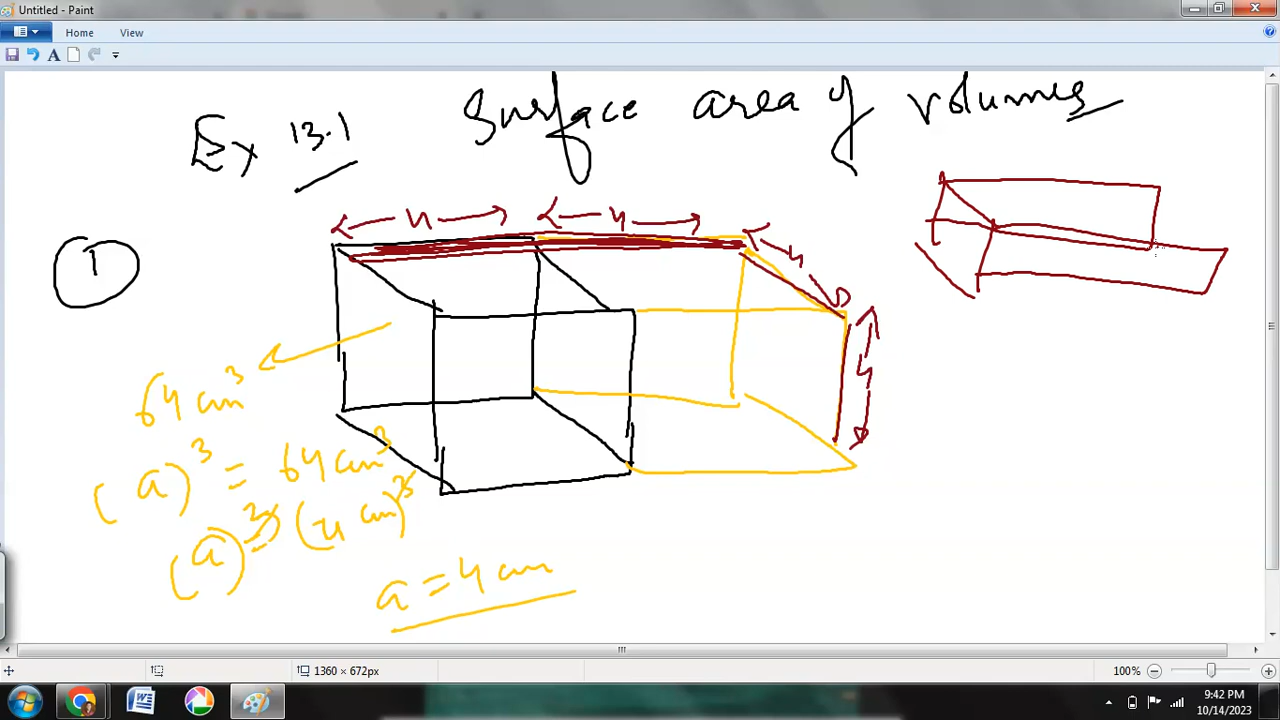 Untitled - Paint
Home View
Surface area of volumes
Ex 13.1
1
4 4 4
4
64 cm³
(a)³ = 64 cm³
(a)³ = (4 cm)³
a = 4 cm
1360 × 672px
100%
9:42 PM
10/14/2023